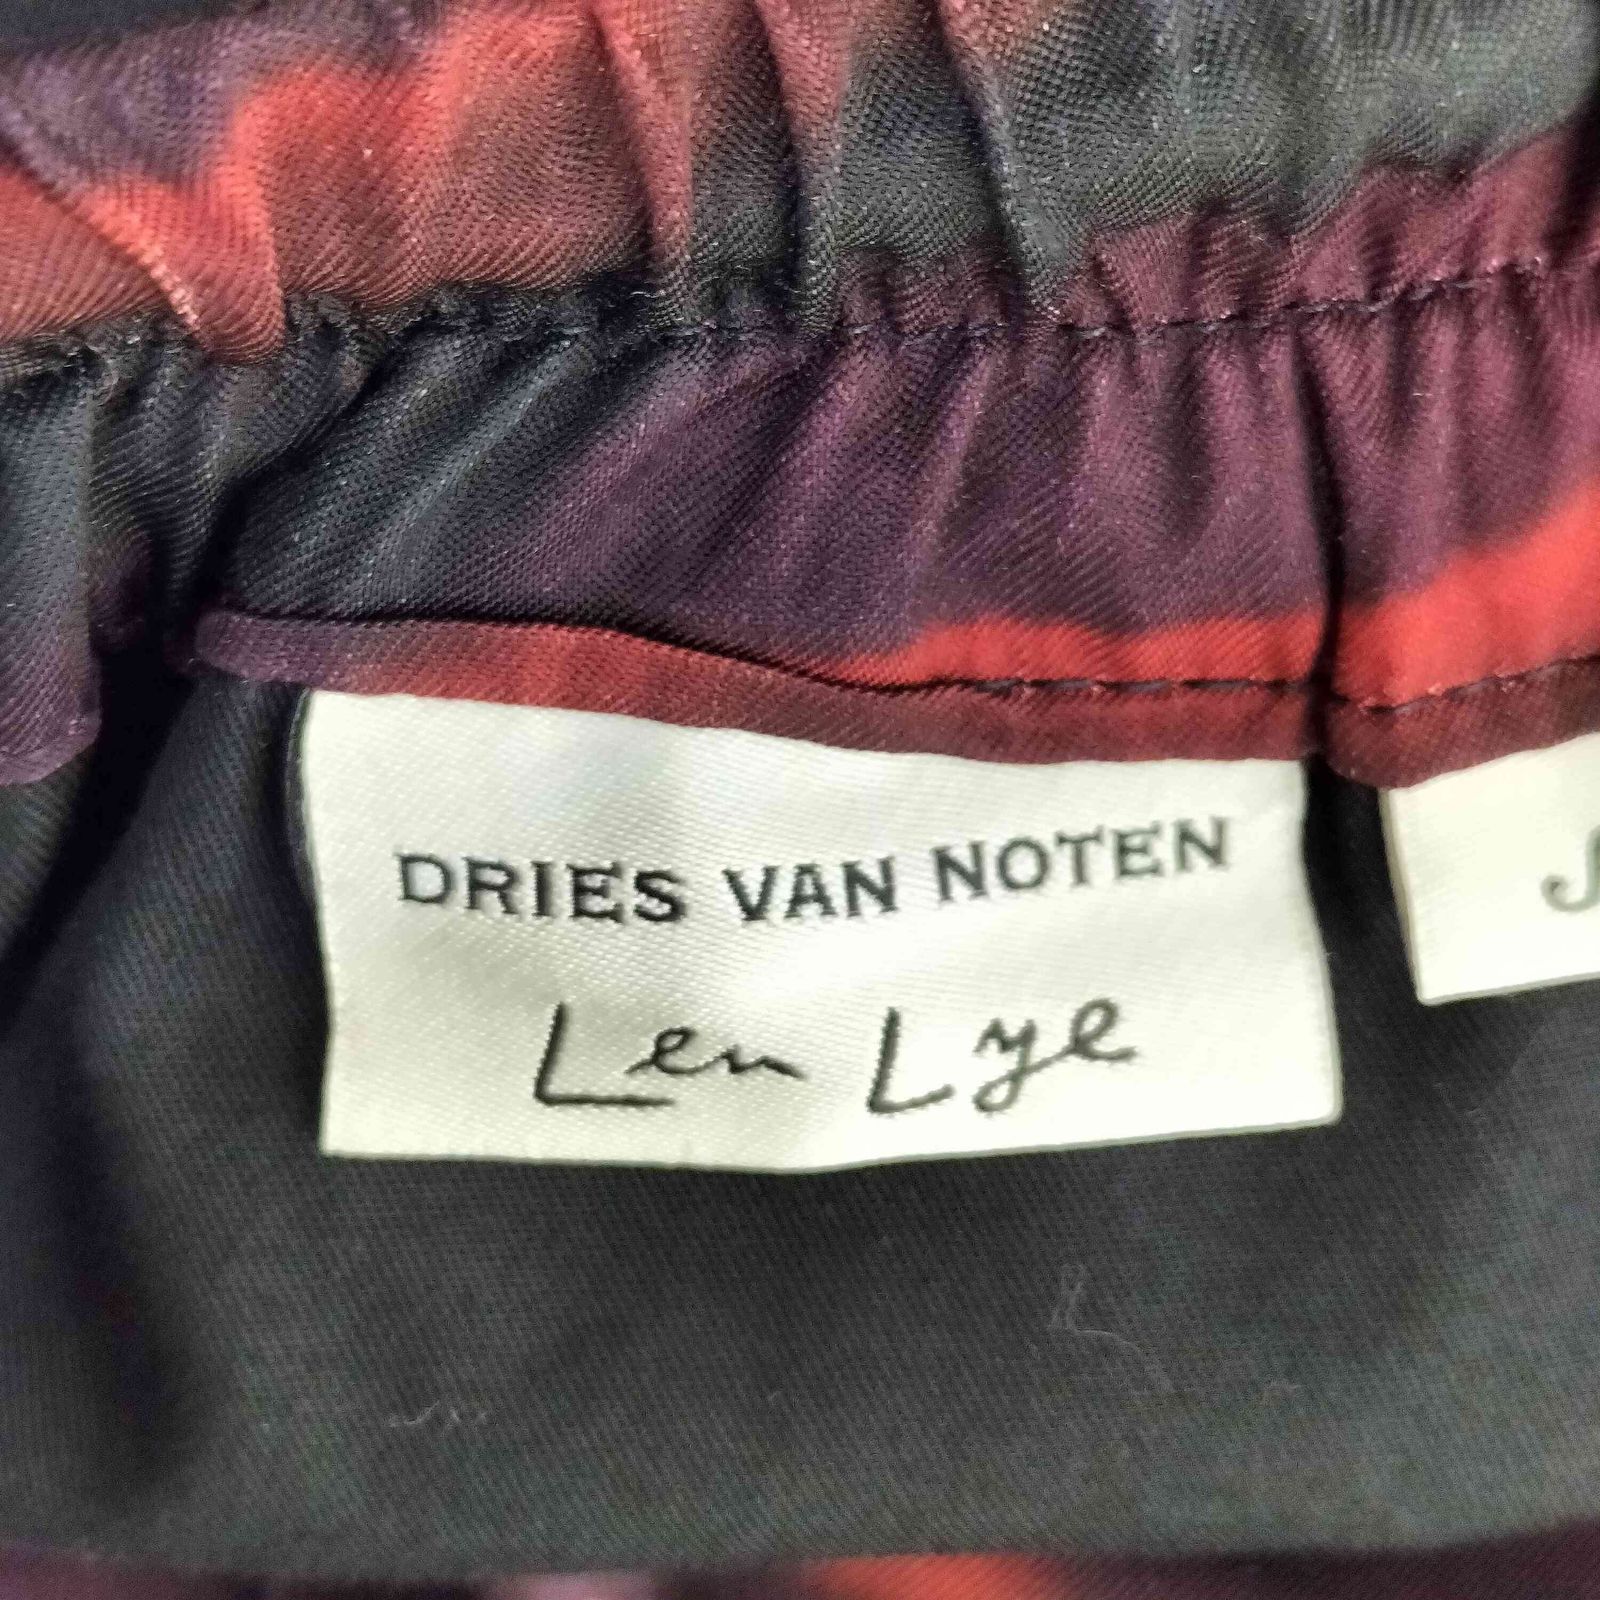 DRIES VAN NOTEN
Len Lye